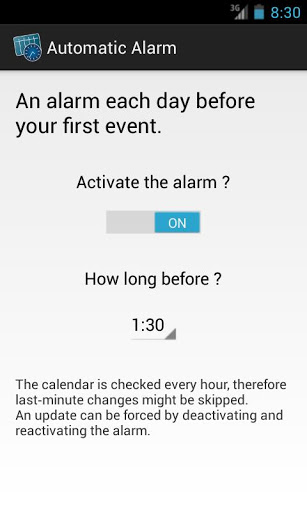 3G 8:30
Automatic Alarm
An alarm each day before
your first event.
Activate the alarm ?
ON
How long before ?
1:30
The calendar is checked every hour, therefore
last-minute changes might be skipped.
An update can be forced by deactivating and
reactivating the alarm.